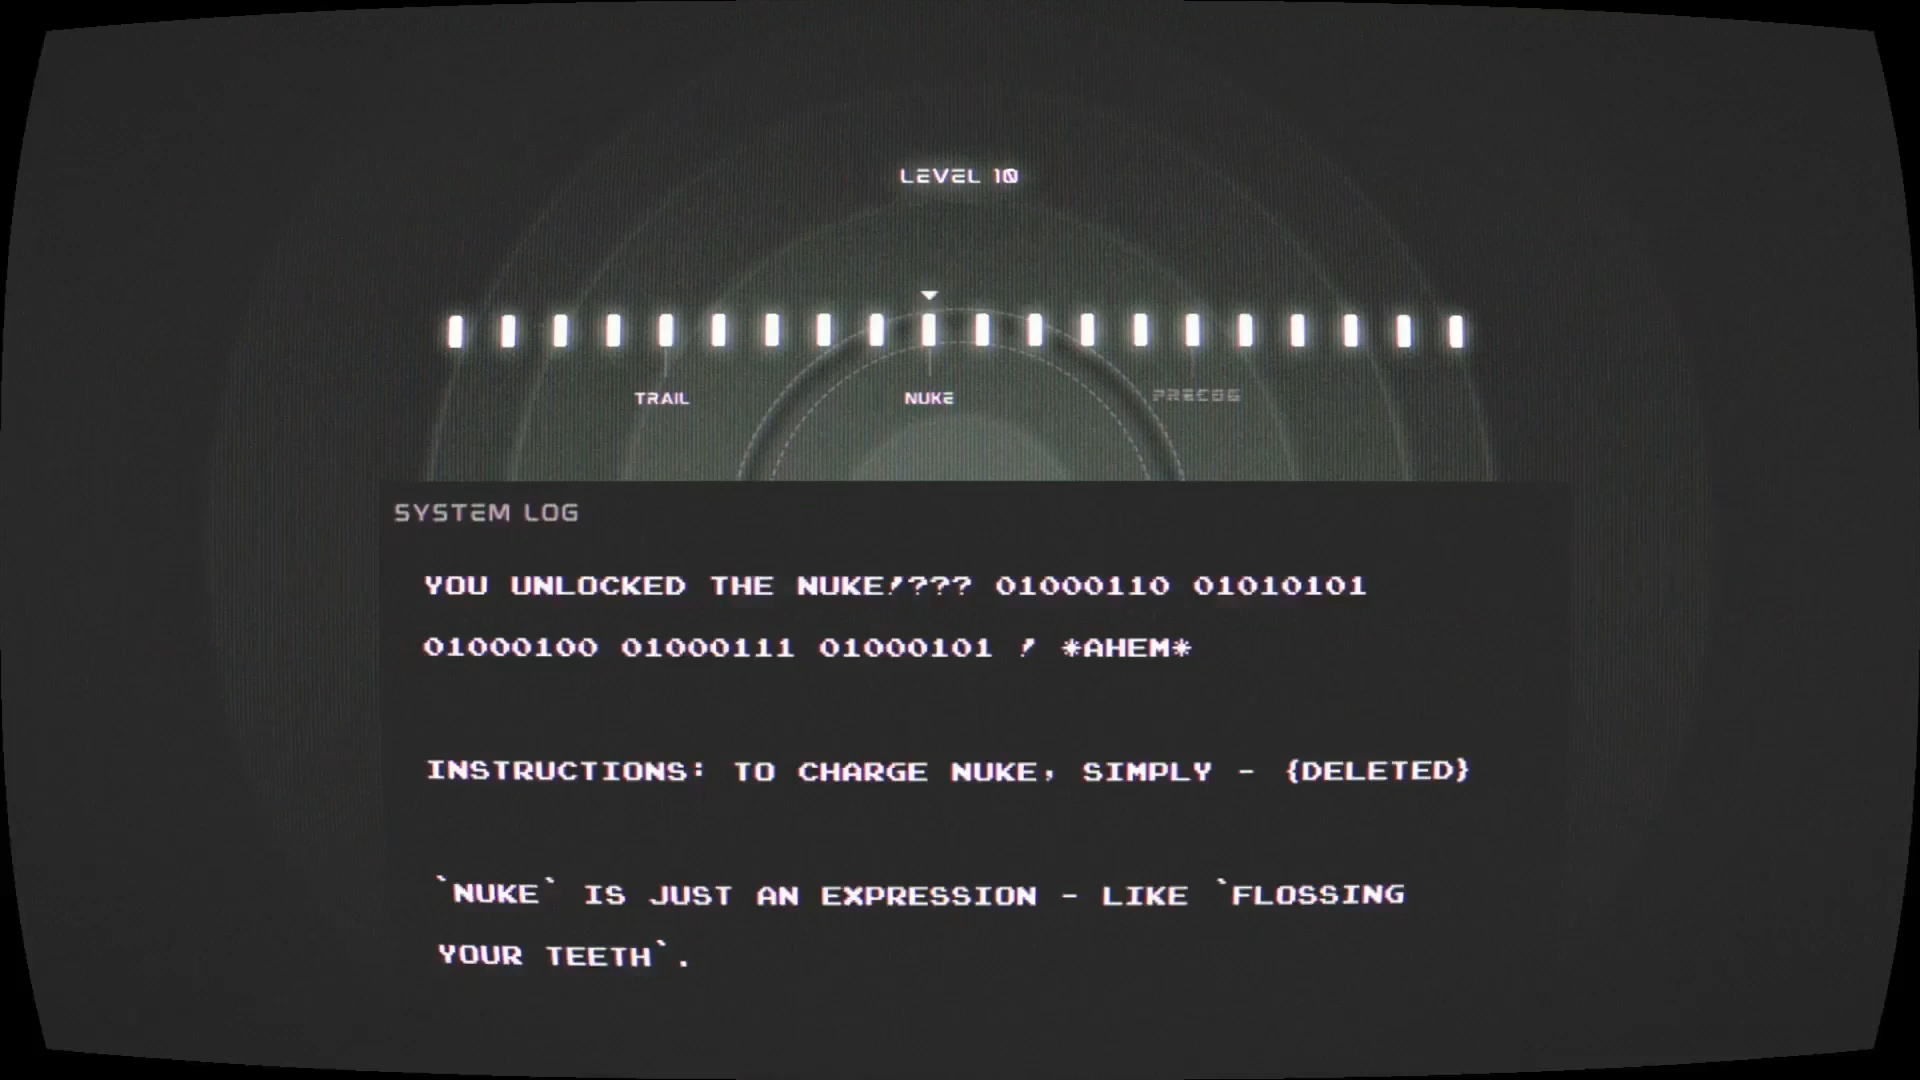 LEVEL 10
TRAIL NUKE PRECOG
SYSTEM LOG
YOU UNLOCKED THE NUKE!??? 01000110 01010101
01000100 01000111 01000101 ! *AHEM*
INSTRUCTIONS: TO CHARGE NUKE, SIMPLY - {DELETED}
`NUKE` IS JUST AN EXPRESSION - LIKE `FLOSSING
YOUR TEETH`.